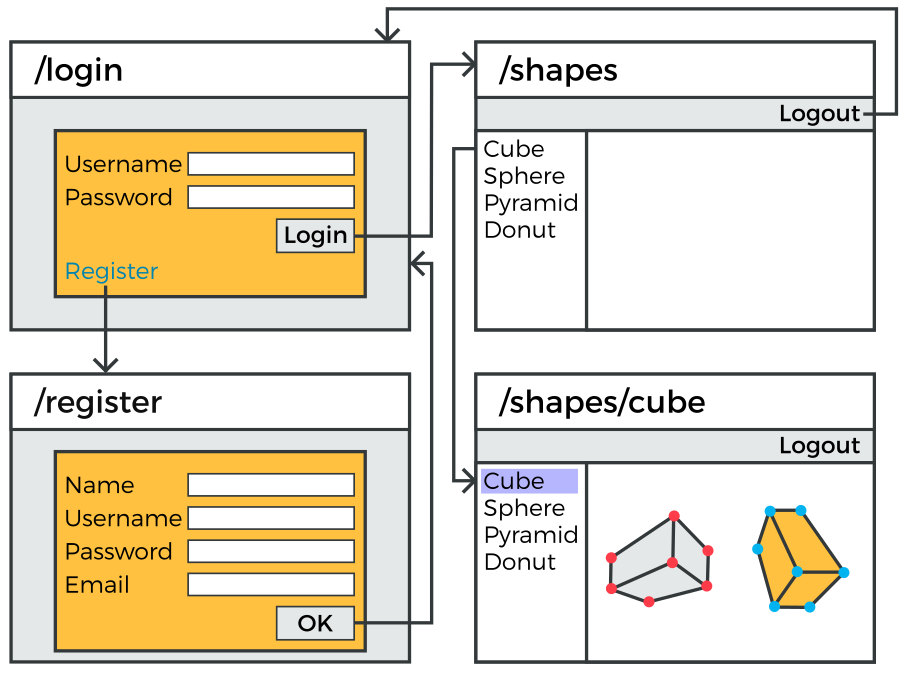 /login
Username
Password
Login
Register
/shapes
Logout
Cube
Sphere
Pyramid
Donut
/register
Name
Username
Password
Email
OK
/shapes/cube
Logout
Cube
Sphere
Pyramid
Donut